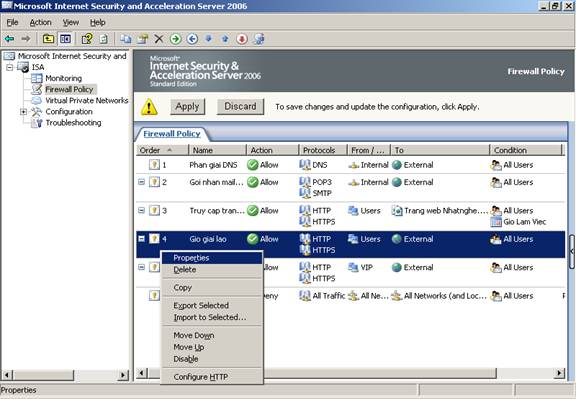 Microsoft Internet Security and Acceleration Server 2006
File Action View Help
Microsoft Internet Security and
ISA
Monitoring
Firewall Policy
Virtual Private Networks
Configuration
Troubleshooting
Microsoft
Internet Security &
Acceleration Server 2006
Standard Edition
Firewall Policy
Apply Discard To save changes and update the configuration, click Apply.
Firewall Policy
Order Name Action Protocols From / ... To Condition
1 Phan giai DNS Allow DNS Internal External All Users
2 Goi nhan mail... Allow POP3 Internal External All Users
SMTP
3 Truy cap tran... Allow HTTP Users Trang web Nhatnghe.... All Users
HTTPS Gio Lam Viec
4 Gio giai lao Allow HTTP Users External All Users
HTTPS
Allow HTTP VIP External All Users
HTTPS
eny All Traffic All Ne... All Networks (and Loc... All Users
Properties
Delete
Copy
Export Selected
Import to Selected...
Move Down
Move Up
Disable
Configure HTTP
Properties